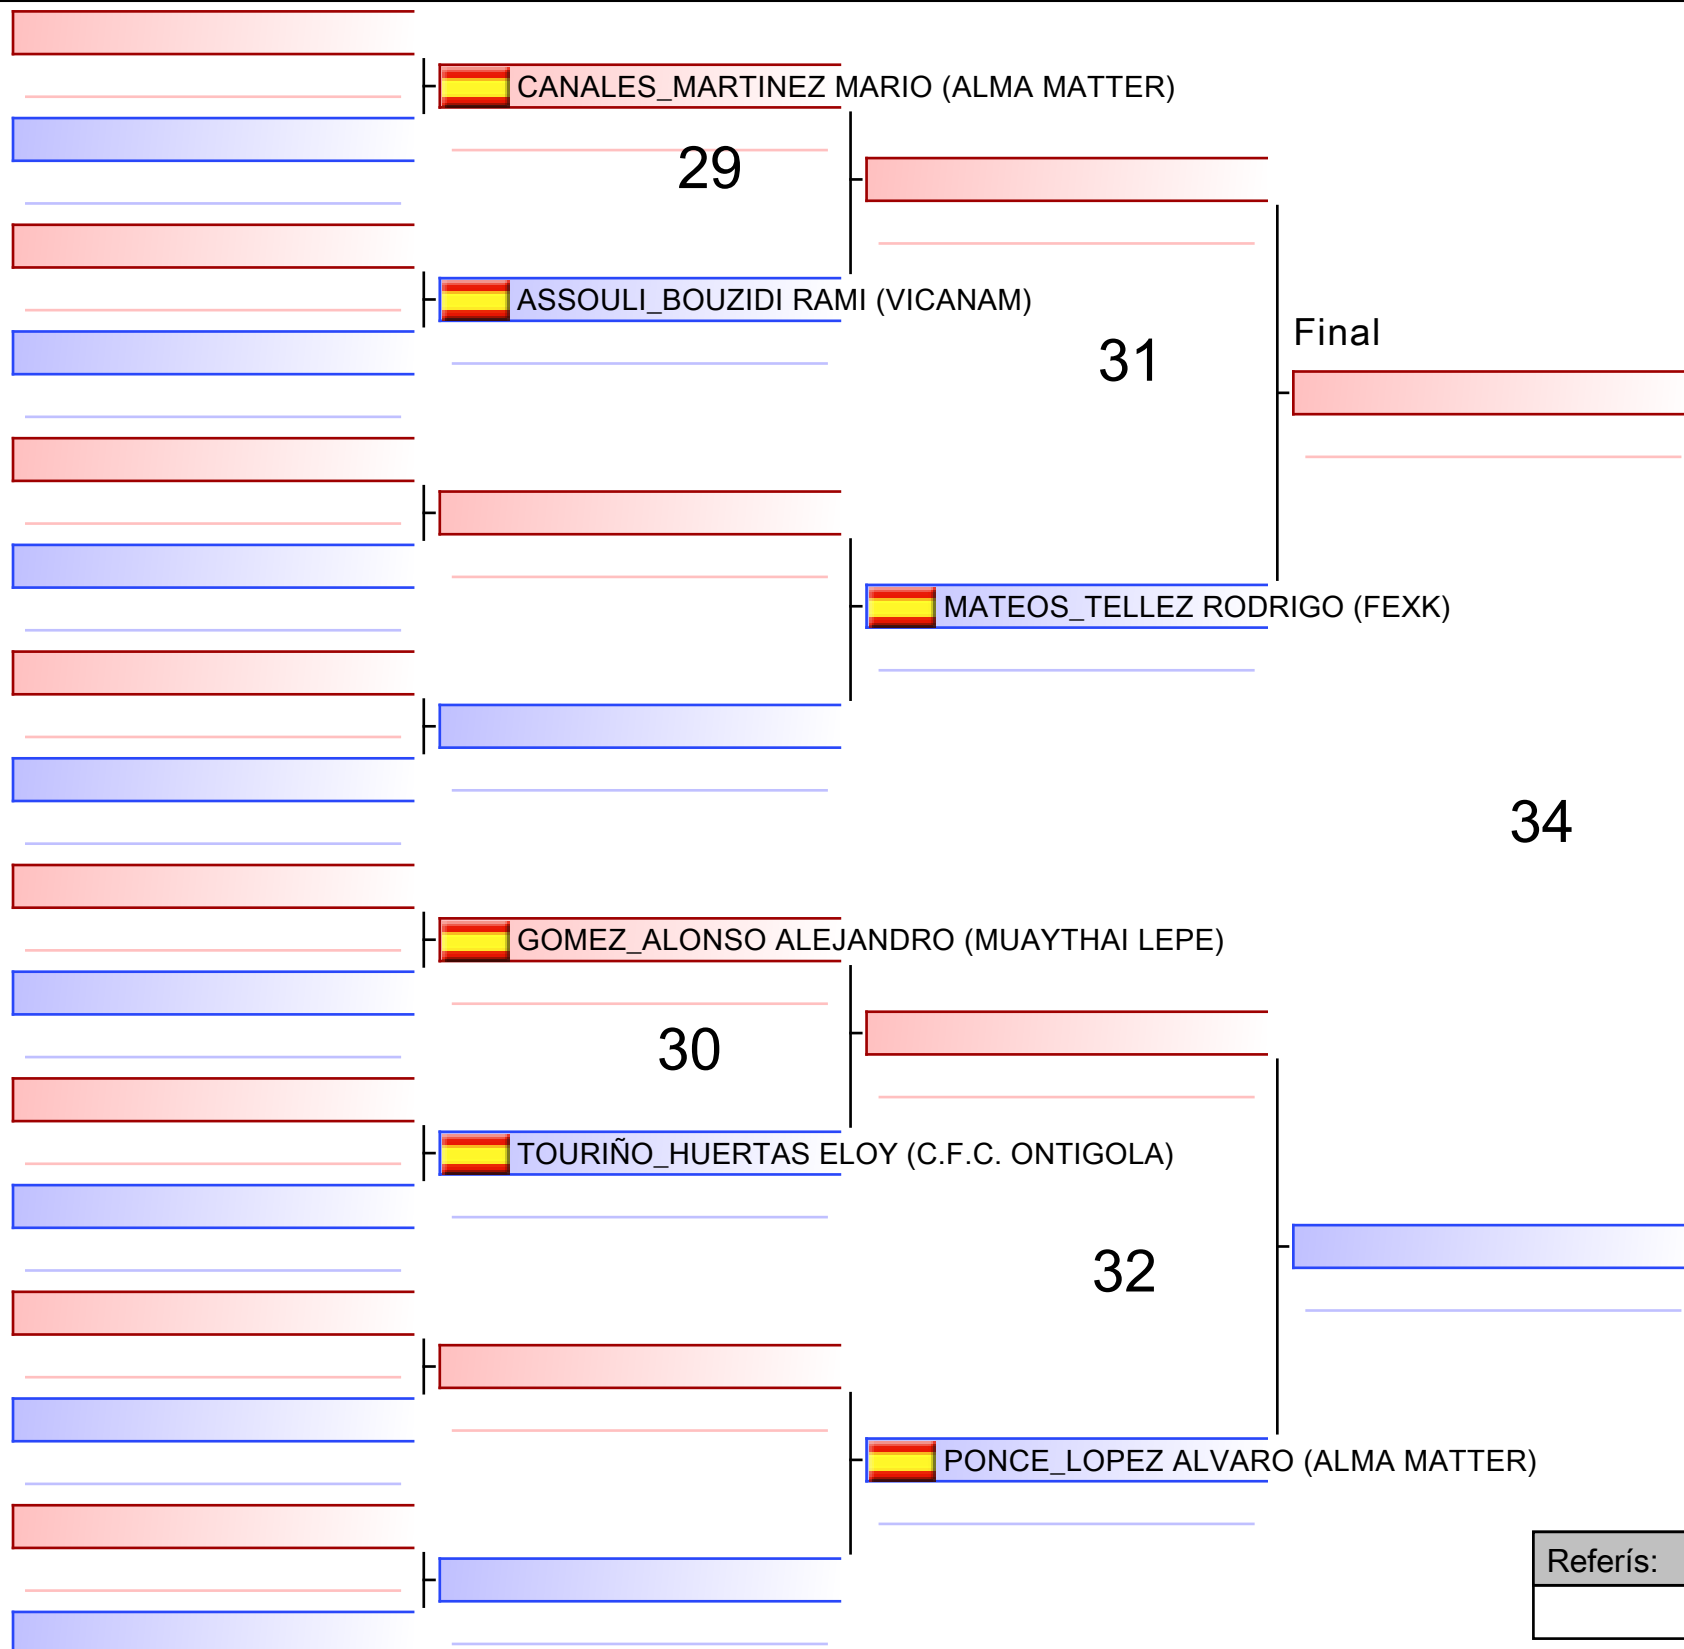 CANALES_MARTINEZ MARIO (ALMA MATTER)
29
ASSOULI_BOUZIDI RAMI (VICANAM)
31
Final
MATEOS_TELLEZ RODRIGO (FEXK)
34
GOMEZ_ALONSO ALEJANDRO (MUAYTHAI LEPE)
30
TOURIÑO_HUERTAS ELOY (C.F.C. ONTIGOLA)
32
PONCE_LOPEZ ALVARO (ALMA MATTER)
Referís: